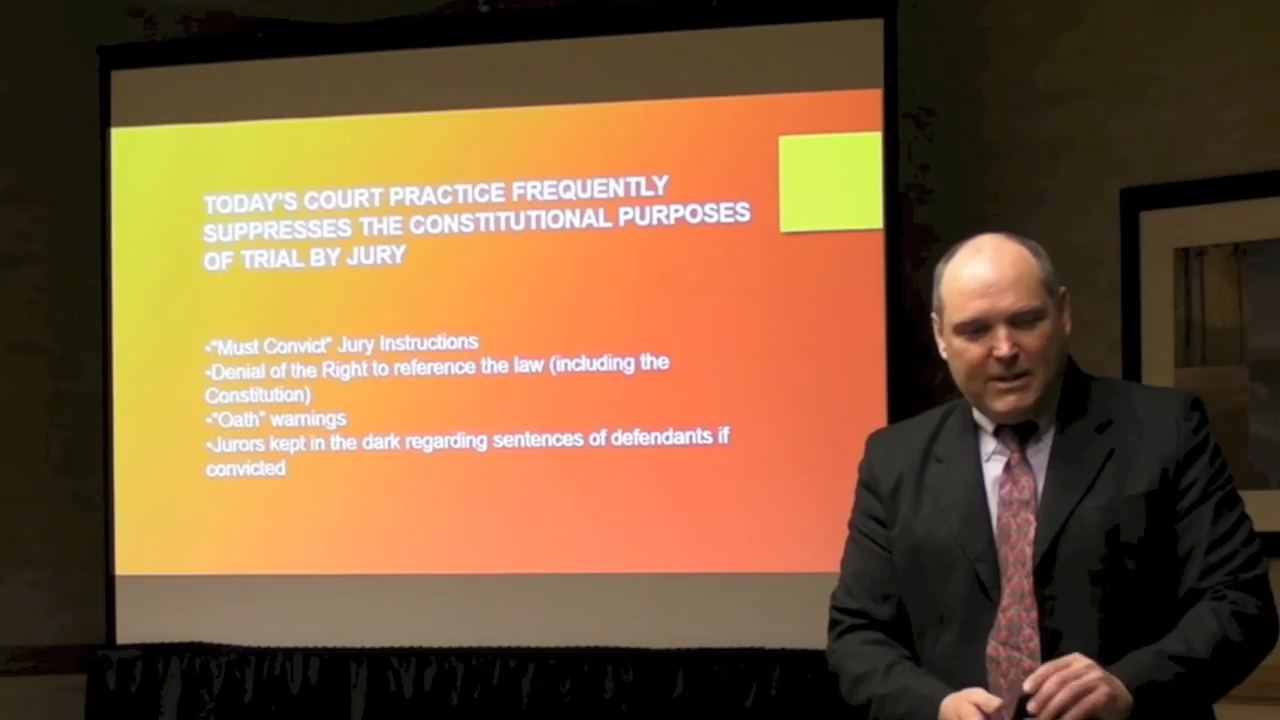 TODAY'S COURT PRACTICE FREQUENTLY
SUPPRESSES THE CONSTITUTIONAL PURPOSES
OF TRIAL BY JURY
•"Must Convict" Jury Instructions
•Denial of the Right to reference the law (including the
Constitution)
•"Oath" warnings
•Jurors kept in the dark regarding sentences of defendants if
convicted